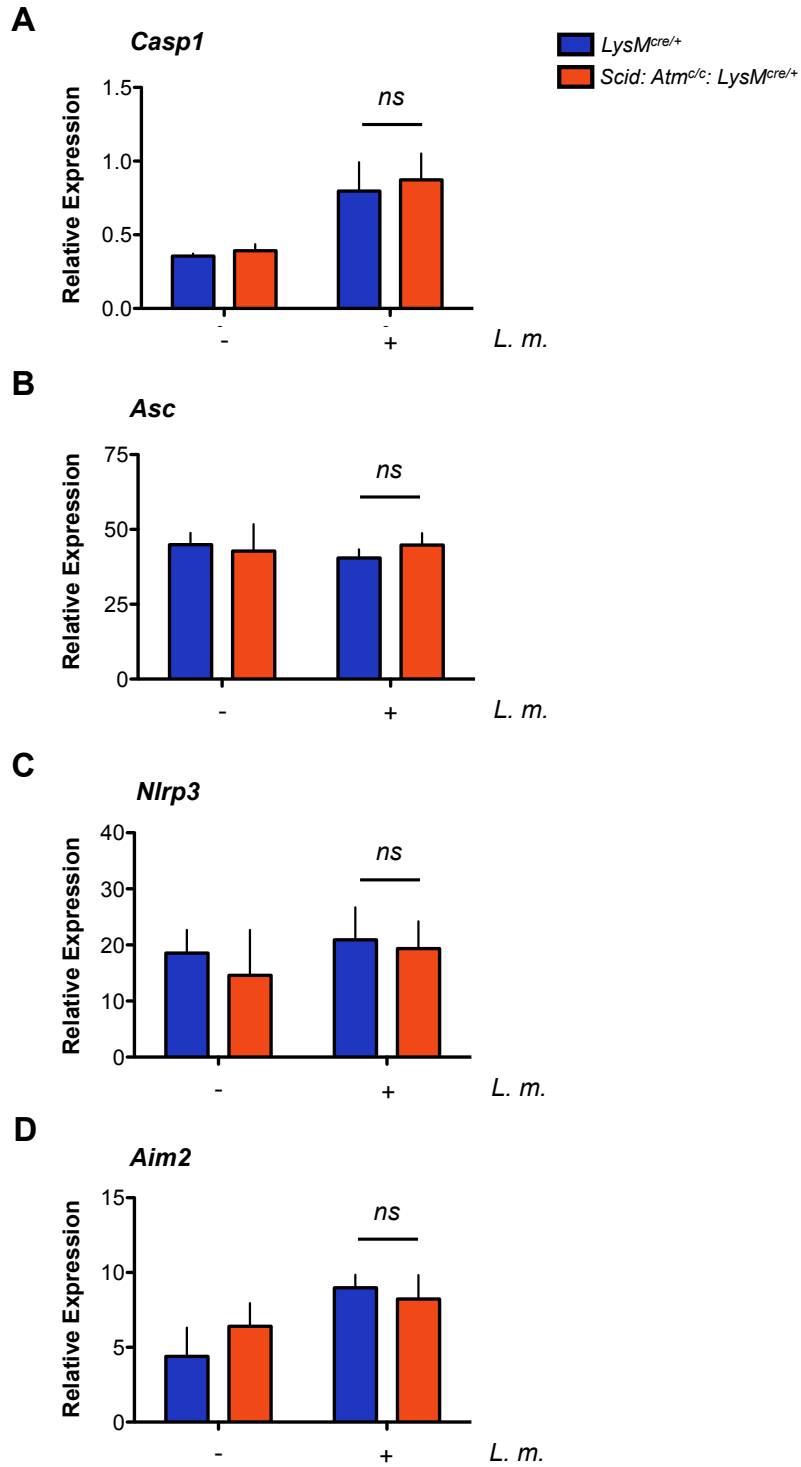 A
Casp1
LysMcre/+
Scid: Atmc/c: LysMcre/+
Relative Expression
1.5
1.0
0.5
0.0
ns
- + L. m.
B
Asc
Relative Expression
75
50
25
0
ns
- + L. m.
C
Nlrp3
Relative Expression
40
30
20
10
0
ns
- + L. m.
D
Aim2
Relative Expression
15
10
5
0
ns
- + L. m.